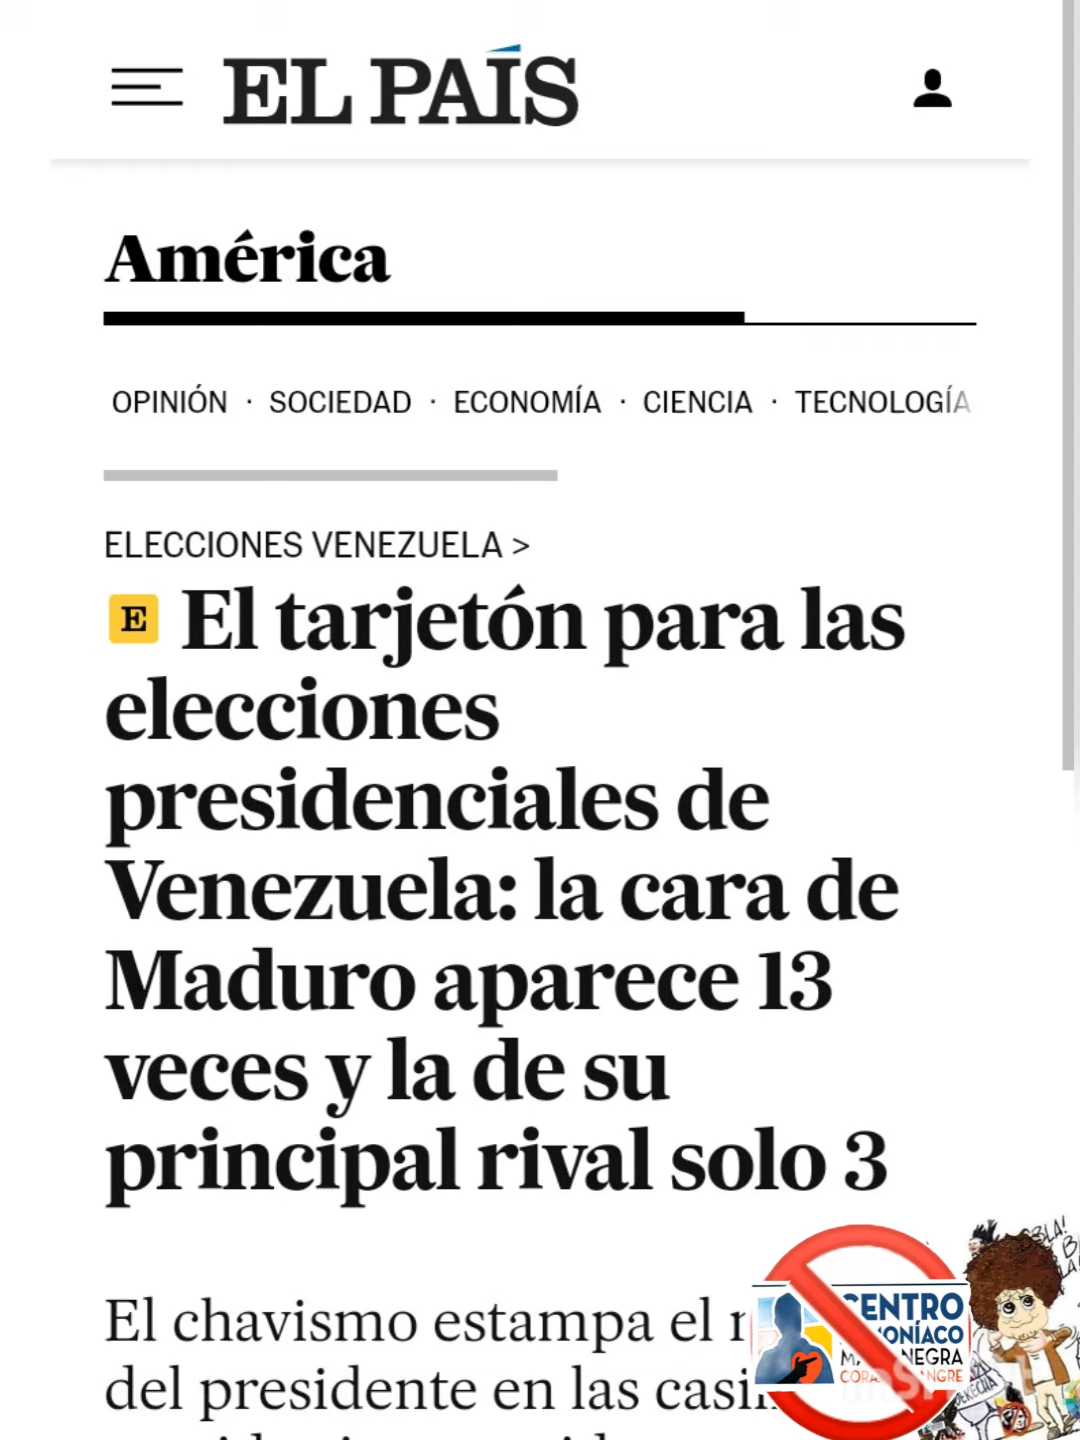 EL PAÍS
América
OPINIÓN · SOCIEDAD · ECONOMÍA · CIENCIA · TECNOLOGÍA
ELECCIONES VENEZUELA >
E El tarjetón para las
elecciones
presidenciales de
Venezuela: la cara de
Maduro aparece 13
veces y la de su
principal rival solo 3
El chavismo estampa el
del presidente en las
CENTRO
NEGRA